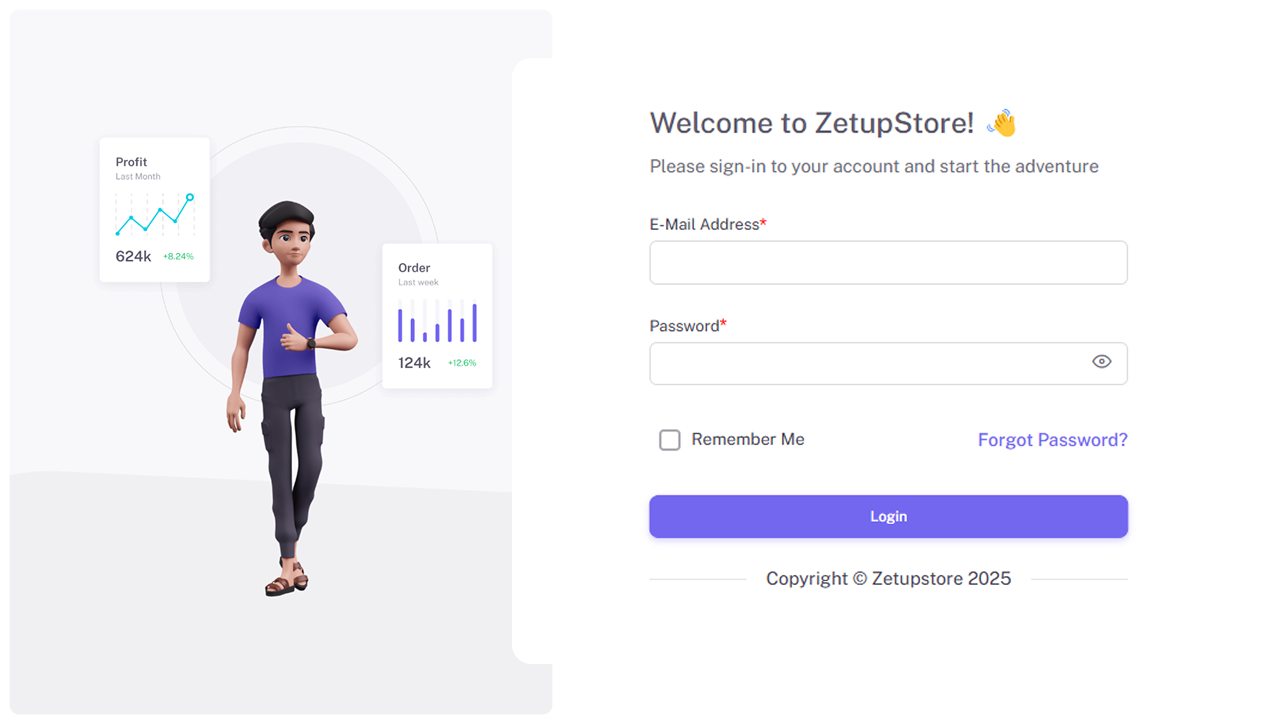 Profit
Last Month
624k +8.24%
Order
Last week
124k +12.6%
Welcome to ZetupStore! 👋
Please sign-in to your account and start the adventure
E-Mail Address*
Password*
Remember Me Forgot Password?
Login
Copyright © Zetupstore 2025